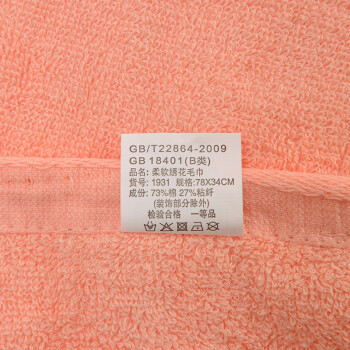 GB/T22864-2009
GB 18401(B类)
品名: 柔软绣花毛巾
货号: 1931 规格:78X34CM
成份: 73%棉 27%粘纤
(装饰部分除外)
检验合格 一等品